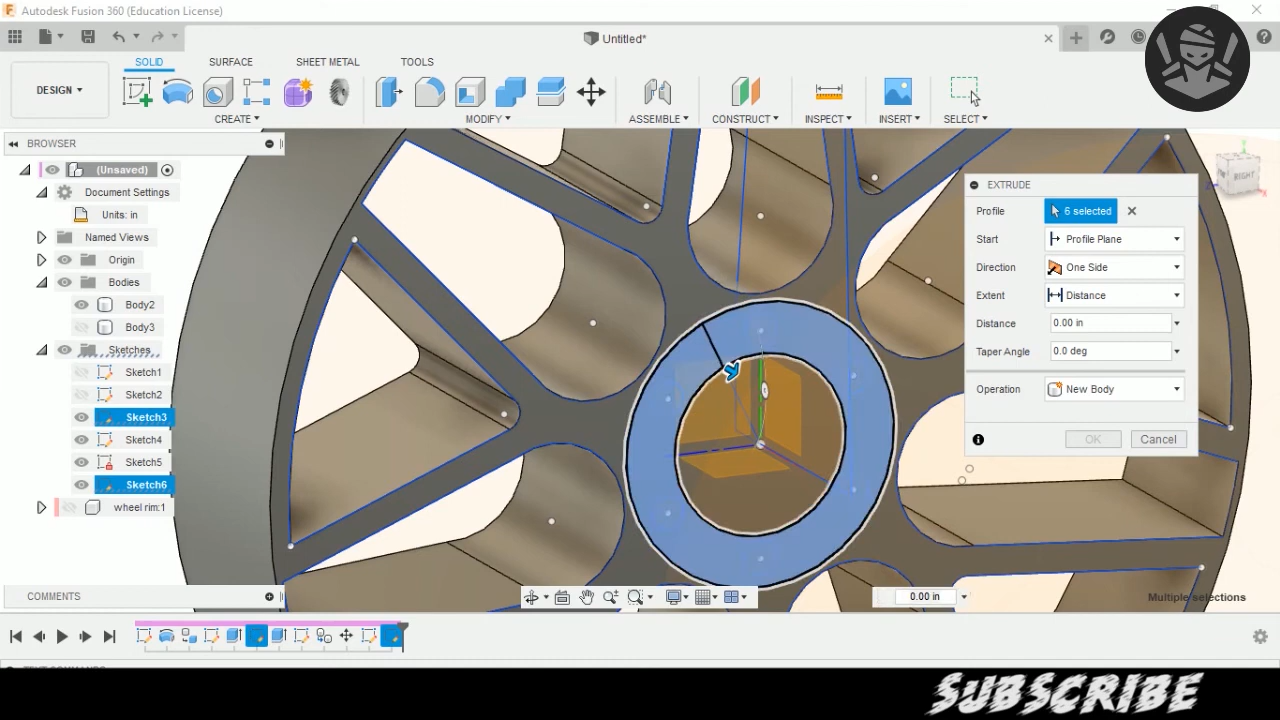 Autodesk Fusion 360 (Education License)
Untitled*
DESIGN
SOLID
SURFACE
SHEET METAL
TOOLS
CREATE
MODIFY
ASSEMBLE
CONSTRUCT
INSPECT
INSERT
SELECT
BROWSER
(Unsaved)
Document Settings
Units: in
Named Views
Origin
Bodies
Body2
Body3
Sketches
Sketch1
Sketch2
Sketch3
Sketch4
Sketch5
Sketch6
wheel rim:1
RIGHT
EXTRUDE
Profile 6 selected
Start Profile Plane
Direction One Side
Extent Distance
Distance 0.00 in
Taper Angle 0.0 deg
Operation New Body
OK Cancel
COMMENTS
0.00 in
Multiple selections
SUBSCRIBE